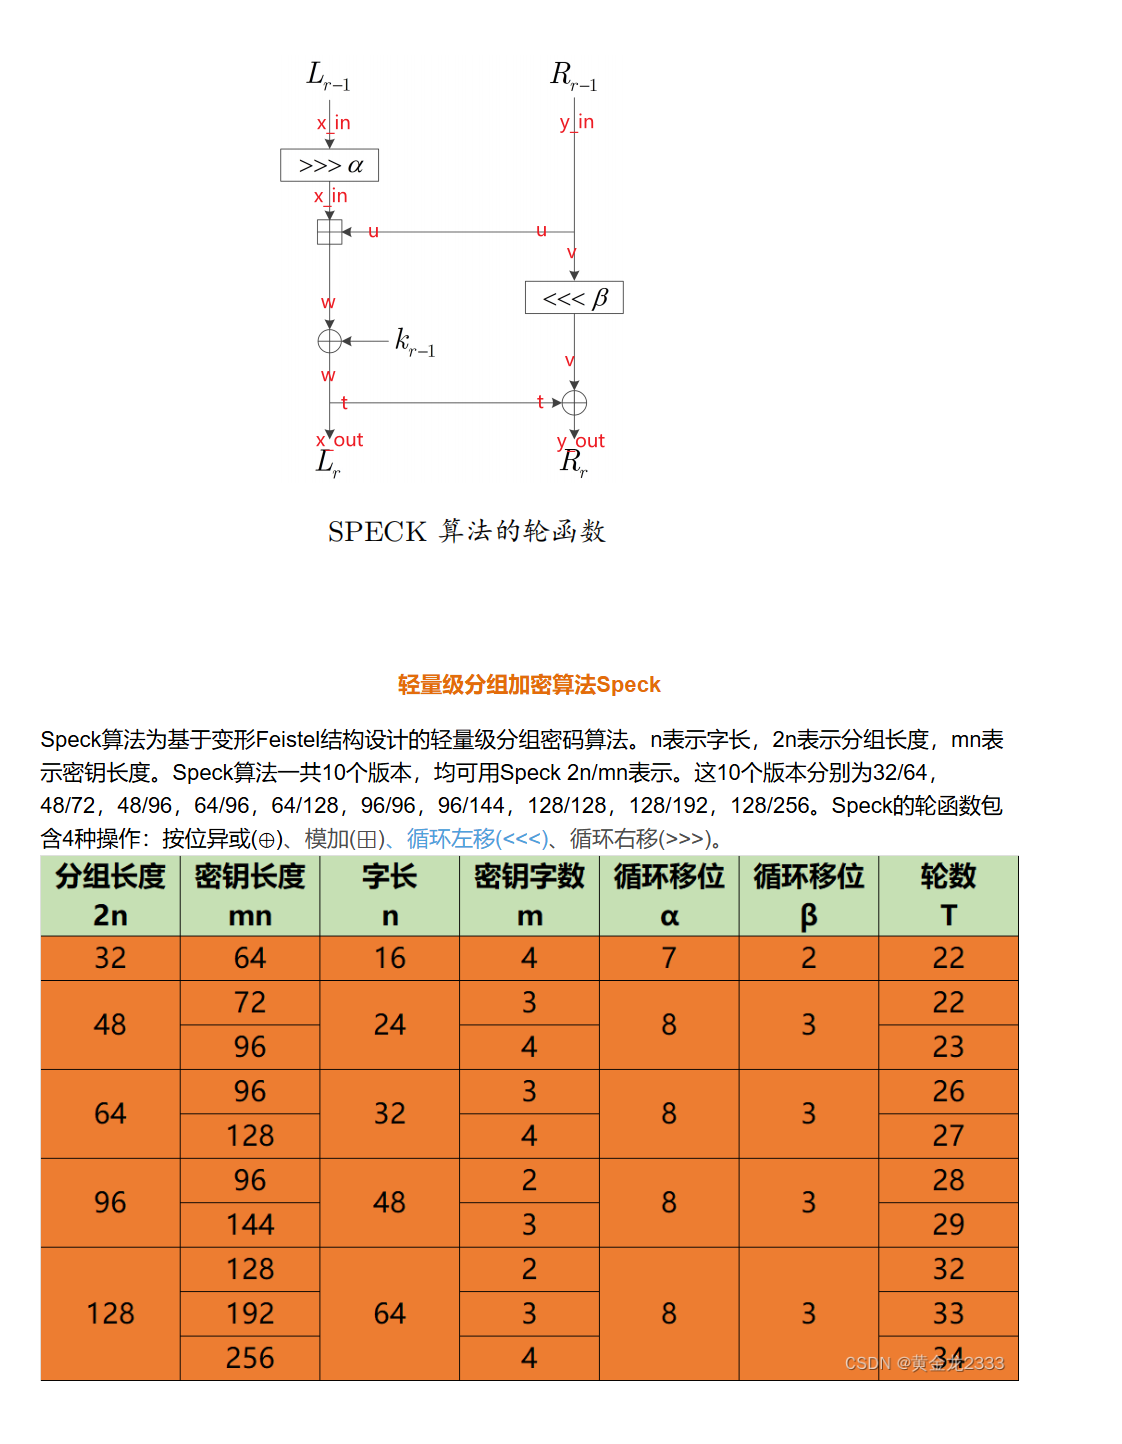 L_{r-1} R_{r-1}
x_in y_in
>>> α
x_in
u u
v
<<< β
w
k_{r-1}
v
w
t t
x_out y_out
L_r R_r
SPECK 算法的轮函数
轻量级分组加密算法Speck
Speck算法为基于变形Feistel结构设计的轻量级分组密码算法。n表示字长，2n表示分组长度，mn表
示密钥长度。Speck算法一共10个版本，均可用Speck 2n/mn表示。这10个版本分别为32/64，
48/72，48/96，64/96，64/128，96/96，96/144，128/128，128/192，128/256。Speck的轮函数包
含4种操作：按位异或(⊕)、模加(田)、循环左移(<<<)、循环右移(>>>)。
分组长度 密钥长度 字长 密钥字数 循环移位 循环移位 轮数
2n mn n m α β T
32 64 16 4 7 2 22
72 3 22
48 24 8 3
96 4 23
96 3 26
64 32 8 3
128 4 27
96 2 28
96 48 8 3
144 3 29
128 2 32
128 192 64 3 8 3 33
256 4 34
CSDN @黄金龙2333